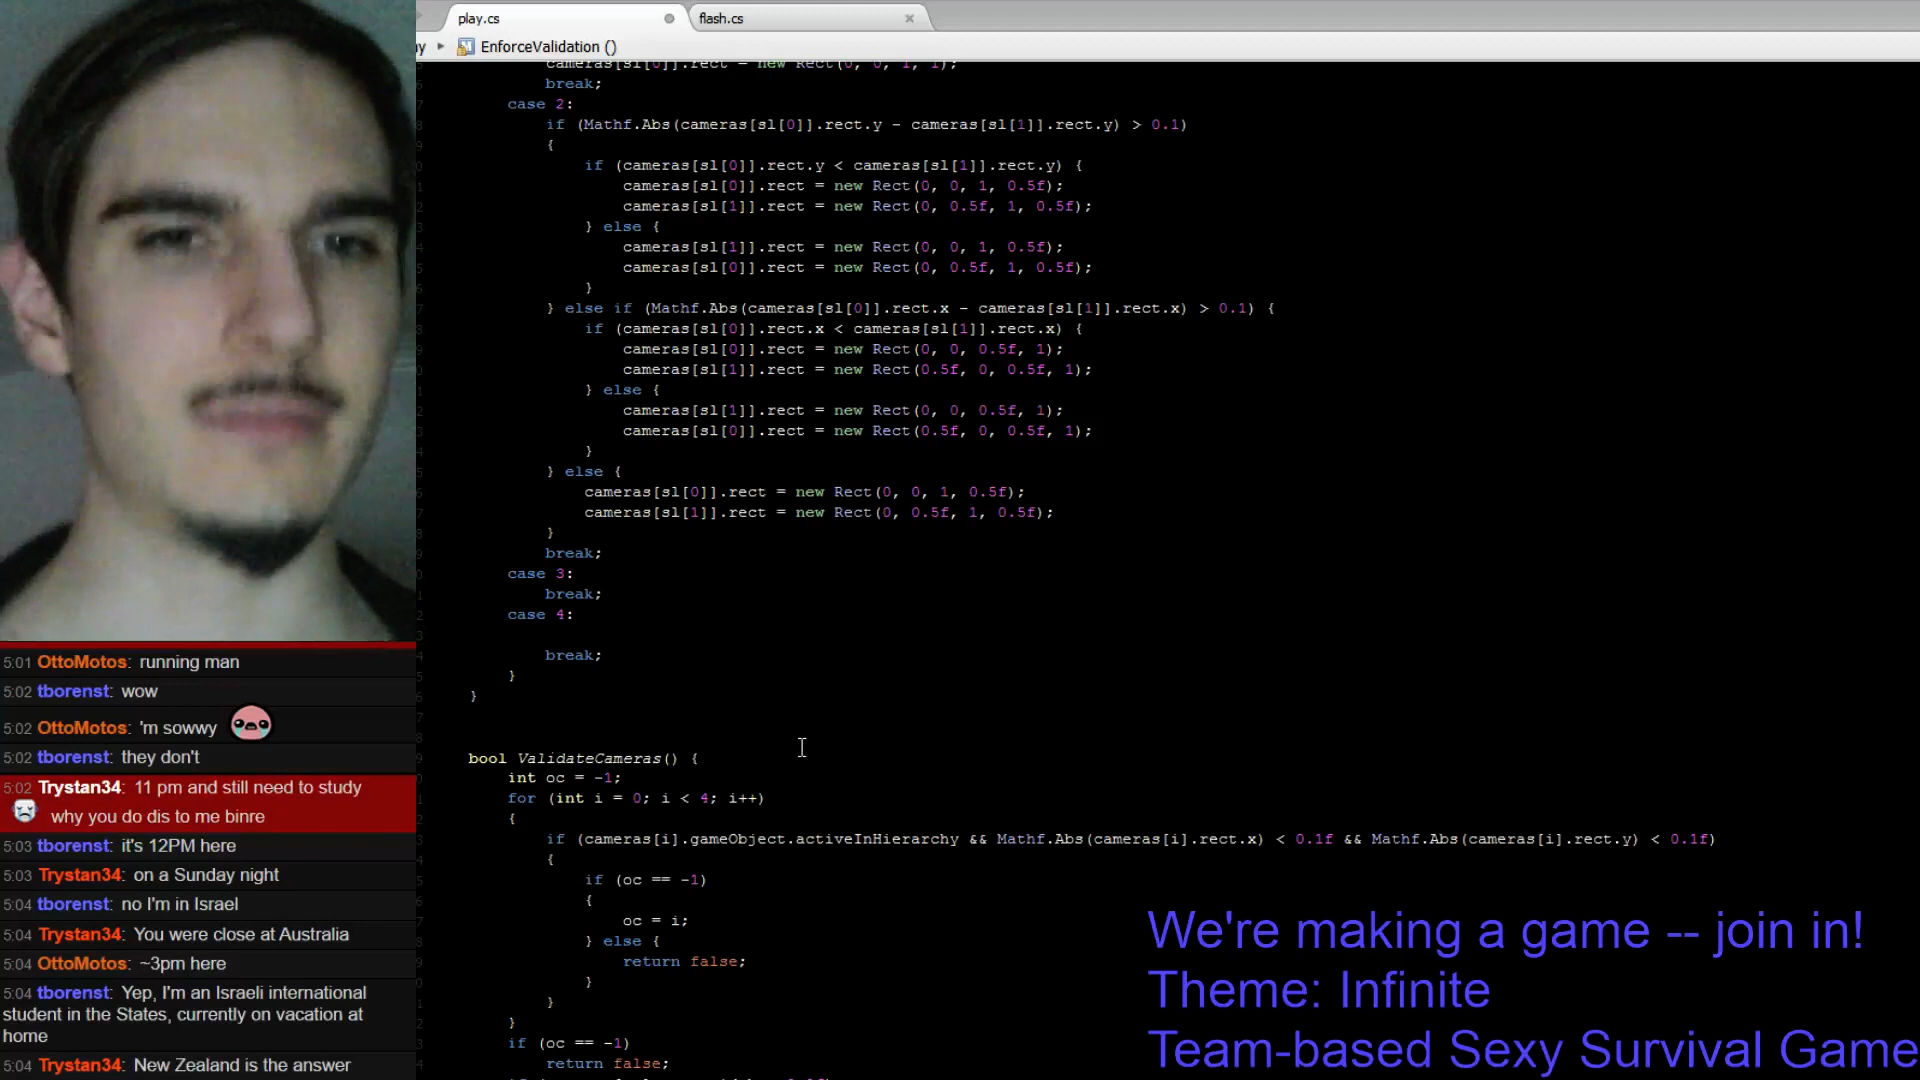 play.cs
flash.cs
EnforceValidation ()
cameras[sl[0]].rect = new Rect(0, 0, 1, 1);
break;
case 2:
if (Mathf.Abs(cameras[sl[0]].rect.y - cameras[sl[1]].rect.y) > 0.1)
{
if (cameras[sl[0]].rect.y < cameras[sl[1]].rect.y) {
cameras[sl[0]].rect = new Rect(0, 0, 1, 0.5f);
cameras[sl[1]].rect = new Rect(0, 0.5f, 1, 0.5f);
} else {
cameras[sl[1]].rect = new Rect(0, 0, 1, 0.5f);
cameras[sl[0]].rect = new Rect(0, 0.5f, 1, 0.5f);
}
} else if (Mathf.Abs(cameras[sl[0]].rect.x - cameras[sl[1]].rect.x) > 0.1) {
if (cameras[sl[0]].rect.x < cameras[sl[1]].rect.x) {
cameras[sl[0]].rect = new Rect(0, 0, 0.5f, 1);
cameras[sl[1]].rect = new Rect(0.5f, 0, 0.5f, 1);
} else {
cameras[sl[1]].rect = new Rect(0, 0, 0.5f, 1);
cameras[sl[0]].rect = new Rect(0.5f, 0, 0.5f, 1);
}
} else {
cameras[sl[0]].rect = new Rect(0, 0, 1, 0.5f);
cameras[sl[1]].rect = new Rect(0, 0.5f, 1, 0.5f);
}
break;
case 3:
break;
case 4:
break;
}
}
bool ValidateCameras() {
int oc = -1;
for (int i = 0; i < 4; i++)
{
if (cameras[i].gameObject.activeInHierarchy && Mathf.Abs(cameras[i].rect.x) < 0.1f && Mathf.Abs(cameras[i].rect.y) < 0.1f)
{
if (oc == -1)
{
oc = i;
} else {
return false;
}
}
}
if (oc == -1)
return false;
5:01 OttoMotos: running man
5:02 tborenst: wow
5:02 OttoMotos: 'm sowwy
5:02 tborenst: they don't
5:02 Trystan34: 11 pm and still need to study
why you do dis to me binre
5:03 tborenst: it's 12PM here
5:03 Trystan34: on a Sunday night
5:04 tborenst: no I'm in Israel
5:04 Trystan34: You were close at Australia
5:04 OttoMotos: ~3pm here
5:04 tborenst: Yep, I'm an Israeli international
student in the States, currently on vacation at
home
5:04 Trystan34: New Zealand is the answer
We're making a game -- join in!
Theme: Infinite
Team-based Sexy Survival Game